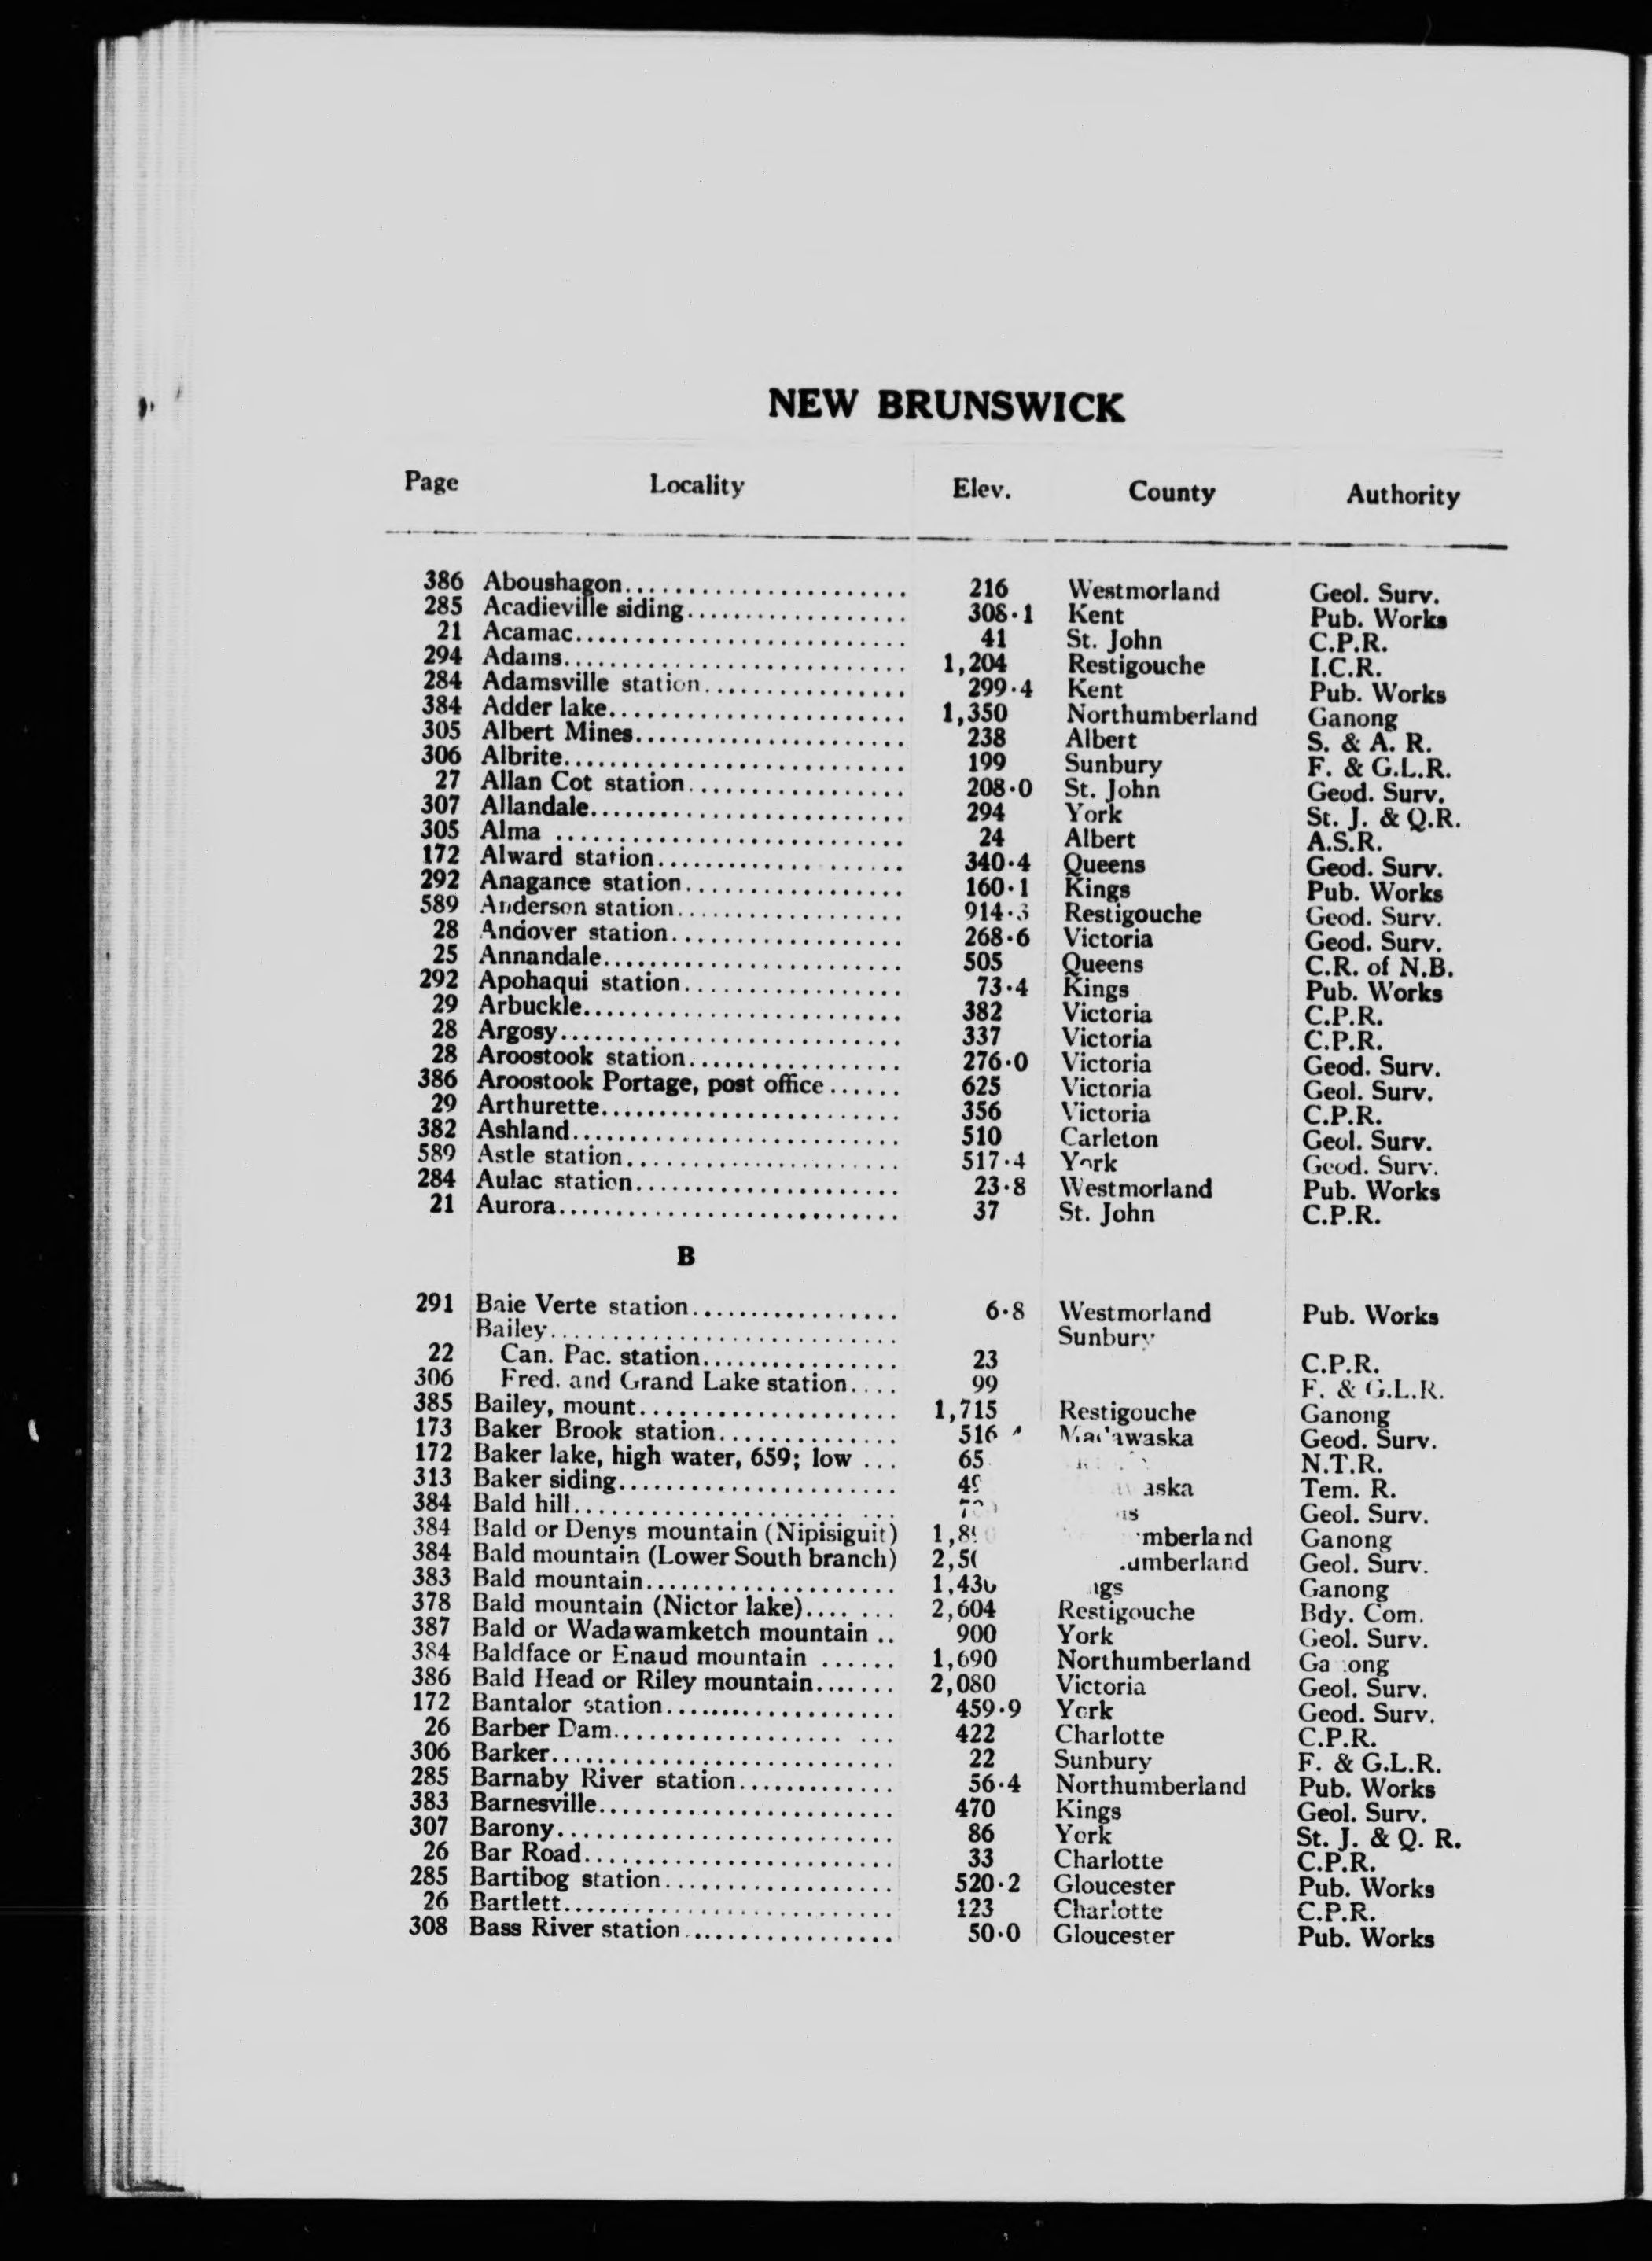 NEW BRUNSWICK
Page Locality Elev. County Authority
386 Aboushagon 216 Westmorland Geol. Surv.
285 Acadieville siding 308·1 Kent Pub. Works
21 Acamac 41 St. John C.P.R.
294 Adams 1,204 Restigouche I.C.R.
284 Adamsville station 299·4 Kent Pub. Works
384 Adder lake 1,350 Northumberland Ganong
305 Albert Mines 238 Albert S. & A. R.
306 Albrite 199 Sunbury F. & G.L.R.
27 Allan Cot station 208·0 St. John Geod. Surv.
307 Allandale 294 York St. J. & Q.R.
305 Alma 24 Albert A.S.R.
172 Alward station 340·4 Queens Geod. Surv.
292 Anagance station 160·1 Kings Pub. Works
589 Anderson station 914·3 Restigouche Geod. Surv.
28 Andover station 268·6 Victoria Geod. Surv.
25 Annandale 505 Queens C.R. of N.B.
292 Apohaqui station 73·4 Kings Pub. Works
29 Arbuckle 382 Victoria C.P.R.
28 Argosy 337 Victoria C.P.R.
28 Aroostook station 276·0 Victoria Geod. Surv.
386 Aroostook Portage, post office 625 Victoria Geol. Surv.
29 Arthurette 356 Victoria C.P.R.
382 Ashland 510 Carleton Geol. Surv.
589 Astle station 517·4 York Geod. Surv.
284 Aulac station 23·8 Westmorland Pub. Works
21 Aurora 37 St. John C.P.R.
B
291 Baie Verte station 6·8 Westmorland Pub. Works
Bailey Sunbury
22 Can. Pac. station 23 C.P.R.
306 Fred. and Grand Lake station 99 F. & G.L.R.
385 Bailey, mount 1,715 Restigouche Ganong
173 Baker Brook station 516 Madawaska Geod. Surv.
172 Baker lake, high water, 659; low N.T.R.
313 Baker siding Tem. R.
384 Bald hill Geol. Surv.
384 Bald or Denys mountain (Nipisiguit) Ganong
384 Bald mountain (Lower South branch) Geol. Surv.
383 Bald mountain 1,430 Ganong
378 Bald mountain (Nictor lake) 2,604 Restigouche Bdy. Com.
387 Bald or Wadawamketch mountain 900 York Geol. Surv.
384 Baldface or Enaud mountain 1,690 Northumberland Ganong
386 Bald Head or Riley mountain 2,080 Victoria Geol. Surv.
172 Bantalor station 459·9 York Geod. Surv.
26 Barber Dam 422 Charlotte C.P.R.
306 Barker 22 Sunbury F. & G.L.R.
285 Barnaby River station 56·4 Northumberland Pub. Works
383 Barnesville 470 Kings Geol. Surv.
307 Barony 86 York St. J. & Q. R.
26 Bar Road 33 Charlotte C.P.R.
285 Bartibog station 520·2 Gloucester Pub. Works
26 Bartlett 123 Charlotte C.P.R.
308 Bass River station 50·0 Gloucester Pub. Works